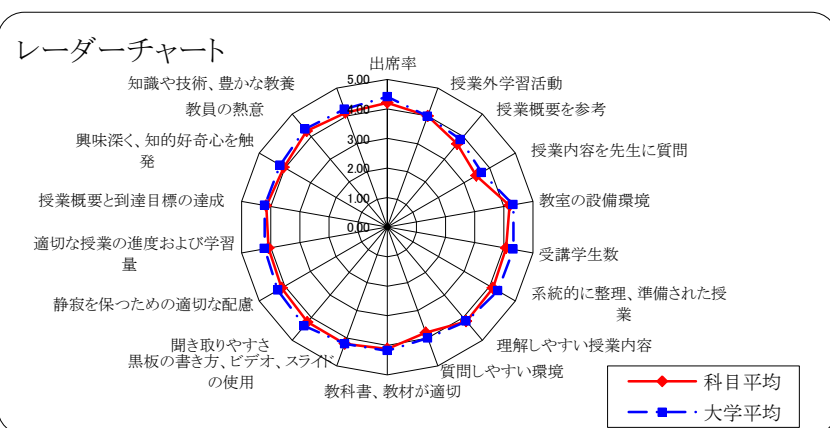 レーダーチャート
出席率
授業外学習活動
授業概要を参考
授業内容を先生に質問
教室の設備環境
受講学生数
系統的に整理、準備された授
業
理解しやすい授業内容
質問しやすい環境
教科書、教材が適切
黒板の書き方、ビデオ、スライド
の使用
聞き取りやすさ
静寂を保つための適切な配慮
適切な授業の進度および学習
量
授業概要と到達目標の達成
興味深く、知的好奇心を触
発
教員の熱意
知識や技術、豊かな教養
5.00
4.00
3.00
2.00
1.00
0.00
科目平均
大学平均